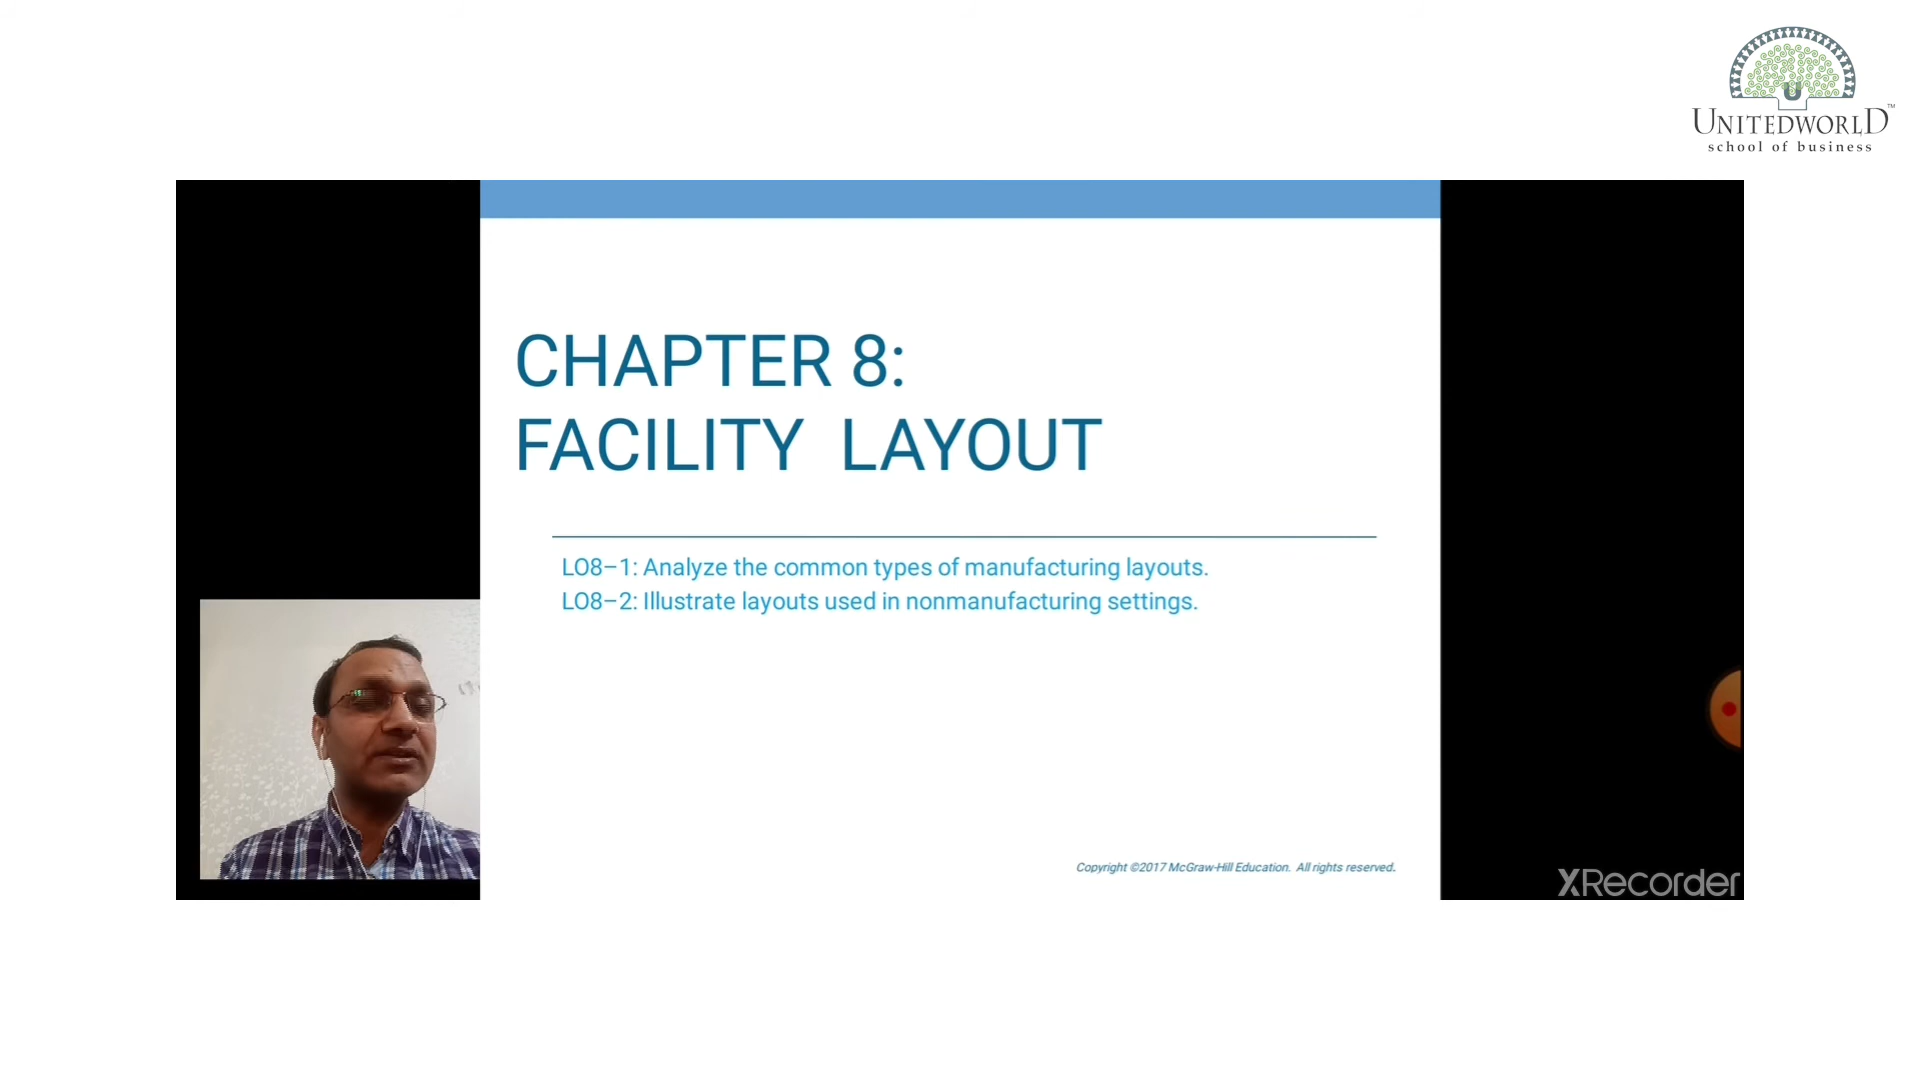 UNITEDWORLD™
school of business
CHAPTER 8:
FACILITY LAYOUT
LO8–1: Analyze the common types of manufacturing layouts.
LO8–2: Illustrate layouts used in nonmanufacturing settings.
Copyright ©2017 McGraw-Hill Education. All rights reserved.
XRecorder